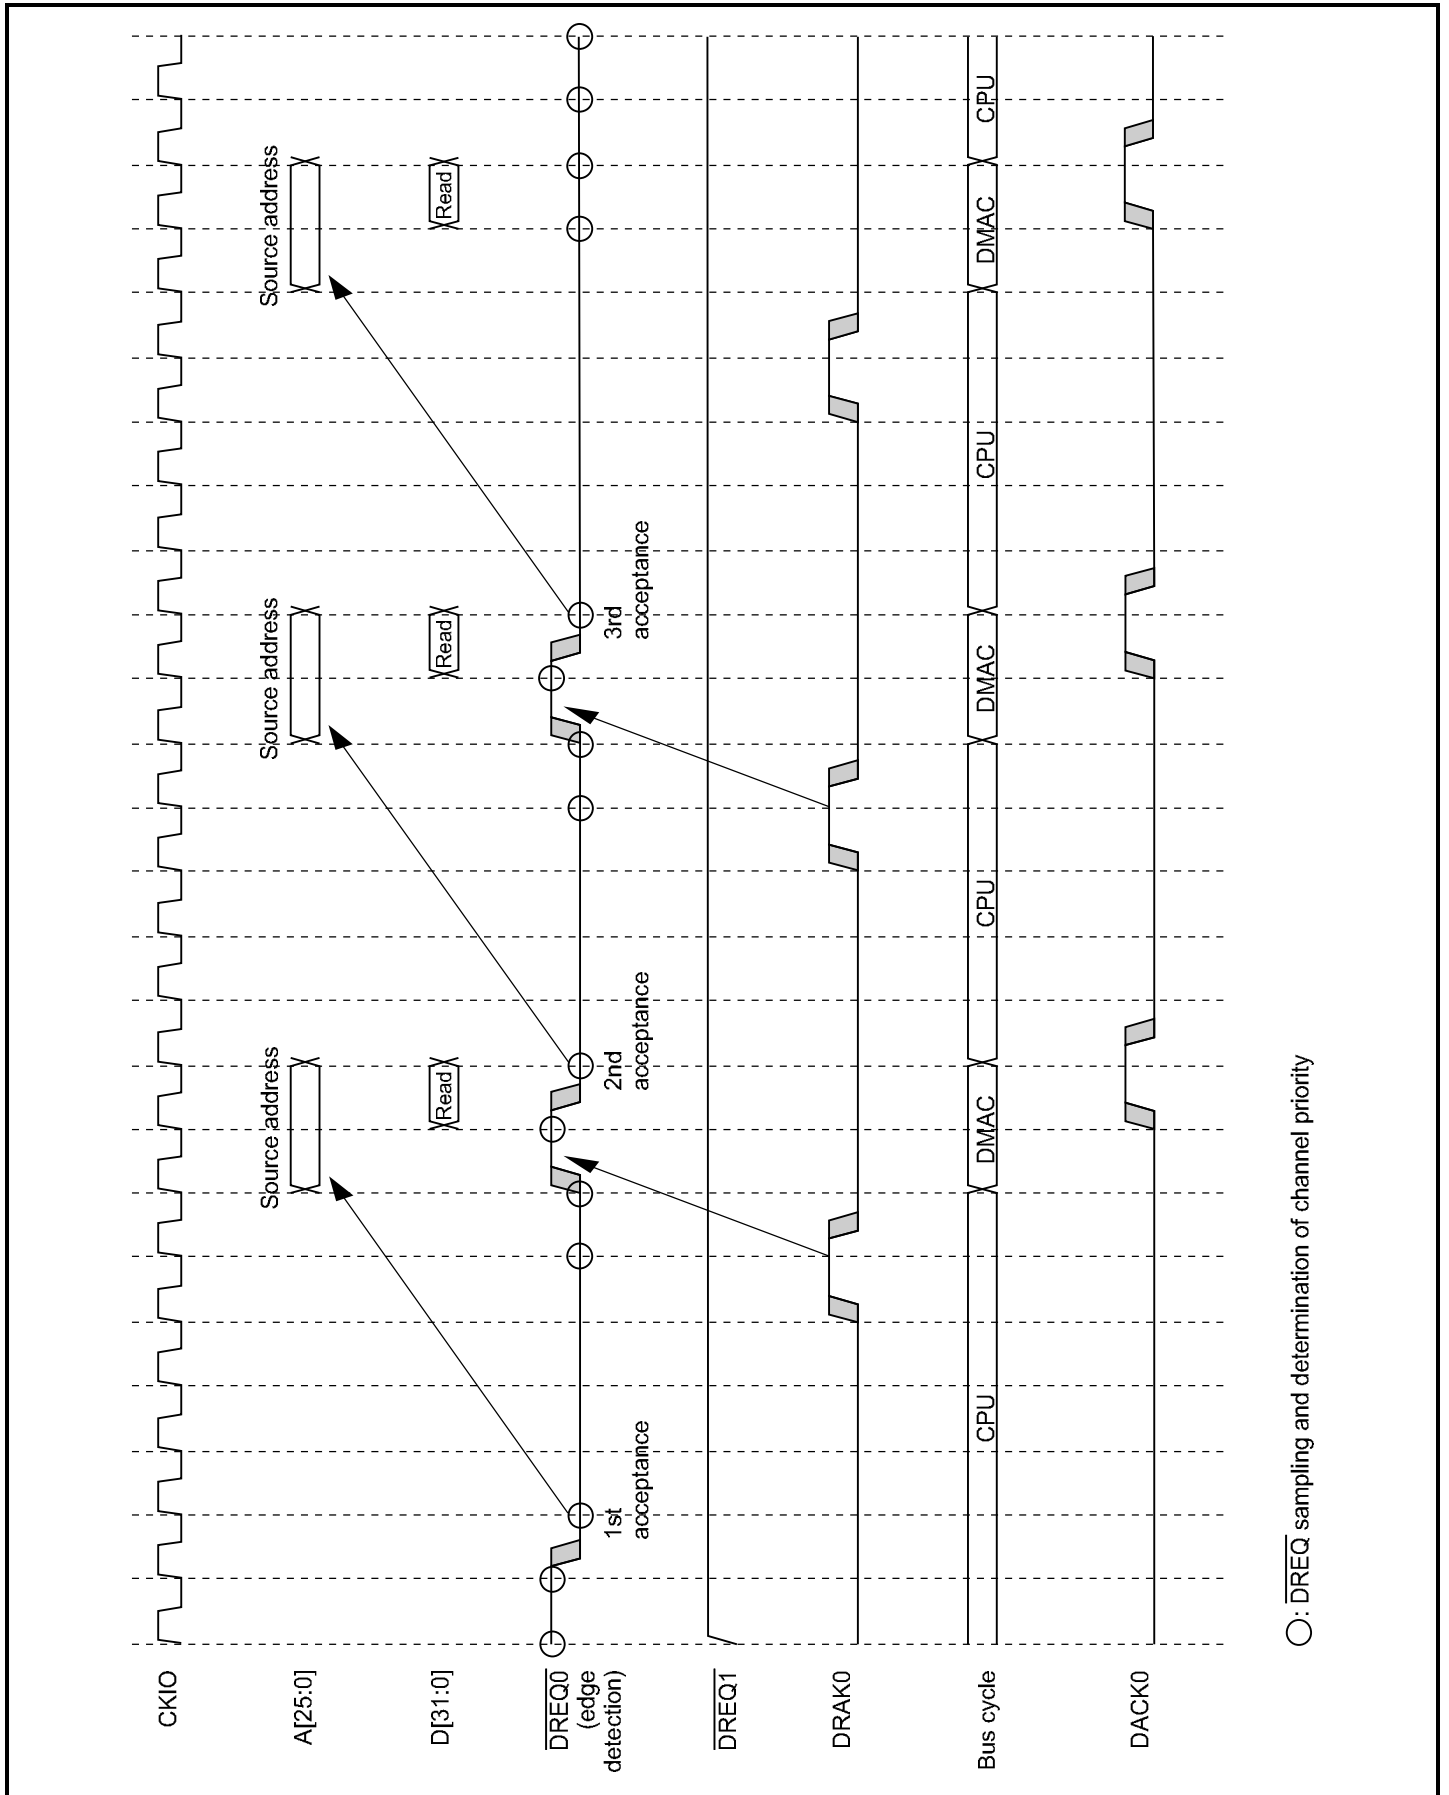 CKIO
A[25:0]
Source address
Source address
Source address
D[31:0]
Read
Read
Read
DREQ0
(edge
detection)
1st
acceptance
2nd
acceptance
3rd
acceptance
DREQ1
DRAK0
Bus cycle
CPU
DMAC
CPU
DMAC
CPU
DMAC
CPU
DACK0
: DREQ sampling and determination of channel priority